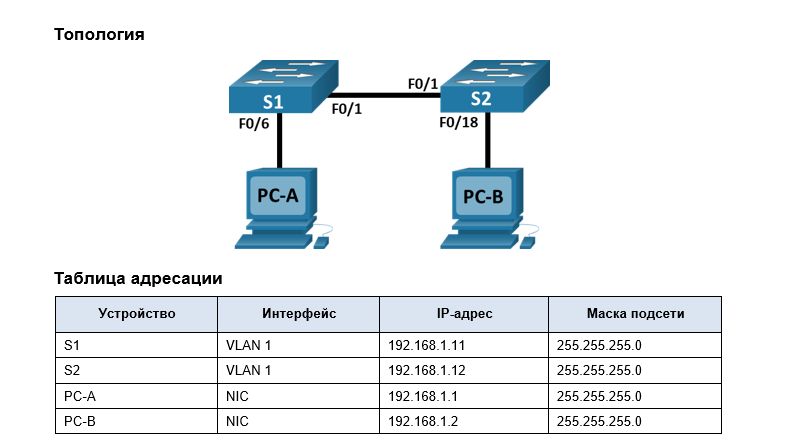 Топология
S1
S2
F0/1
F0/1
F0/6
F0/18
PC-A
PC-B
Таблица адресации
Устройство Интерфейс IP-адрес Маска подсети
S1 VLAN 1 192.168.1.11 255.255.255.0
S2 VLAN 1 192.168.1.12 255.255.255.0
PC-A NIC 192.168.1.1 255.255.255.0
PC-B NIC 192.168.1.2 255.255.255.0